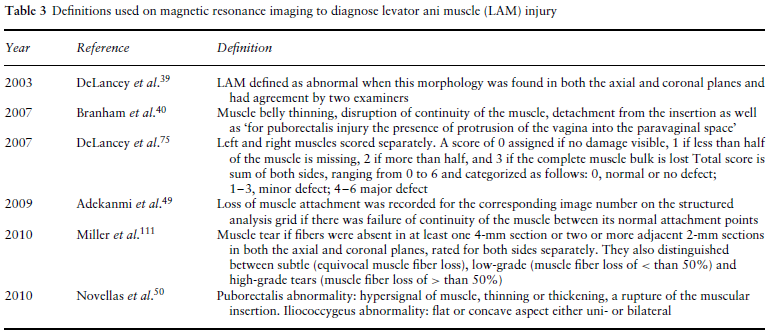 Table 3 Definitions used on magnetic resonance imaging to diagnose levator ani muscle (LAM) injury
Year Reference Definition
2003 DeLancey et al.39 LAM defined as abnormal when this morphology was found in both the axial and coronal planes and
had agreement by two examiners
2007 Branham et al.40 Muscle belly thinning, disruption of continuity of the muscle, detachment from the insertion as well
as ‘for puborectalis injury the presence of protrusion of the vagina into the paravaginal space’
2007 DeLancey et al.75 Left and right muscles scored separately. A score of 0 assigned if no damage visible, 1 if less than half
of the muscle is missing, 2 if more than half, and 3 if the complete muscle bulk is lost Total score is
sum of both sides, ranging from 0 to 6 and categorized as follows: 0, normal or no defect;
1–3, minor defect; 4–6 major defect
2009 Adekanmi et al.49 Loss of muscle attachment was recorded for the corresponding image number on the structured
analysis grid if there was failure of continuity of the muscle between its normal attachment points
2010 Miller et al.111 Muscle tear if fibers were absent in at least one 4-mm section or two or more adjacent 2-mm sections
in both the axial and coronal planes, rated for both sides separately. They also distinguished
between subtle (equivocal muscle fiber loss), low-grade (muscle fiber loss of < than 50%) and
high-grade tears (muscle fiber loss of > than 50%)
2010 Novellas et al.50 Puborectalis abnormality: hypersignal of muscle, thinning or thickening, a rupture of the muscular
insertion. Iliococcygeus abnormality: flat or concave aspect either uni- or bilateral